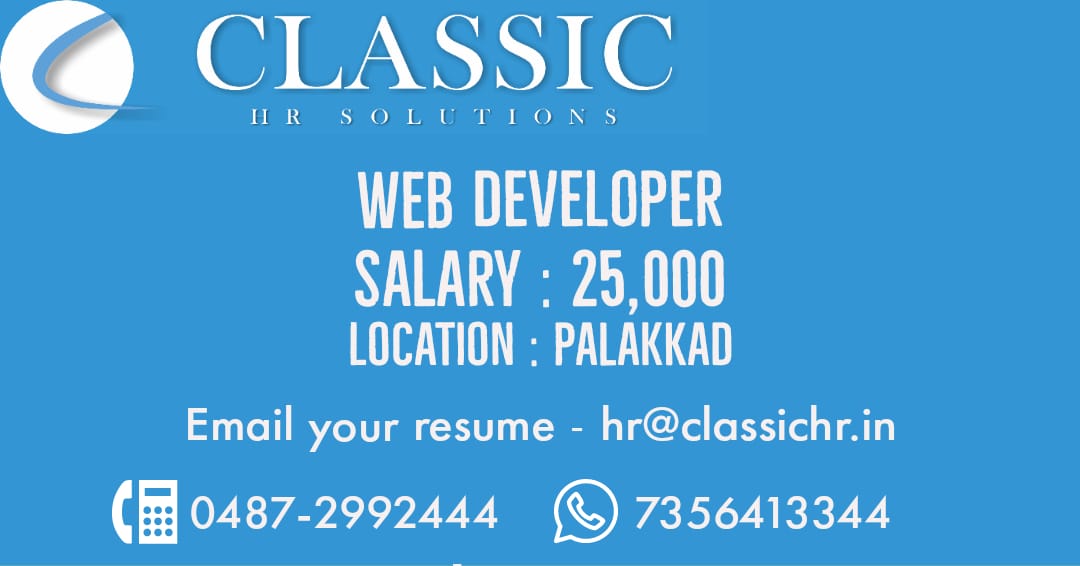 CLASSIC
HR SOLUTIONS
WEB DEVELOPER
SALARY : 25,000
LOCATION : PALAKKAD
Email your resume - hr@classichr.in
0487-2992444 7356413344